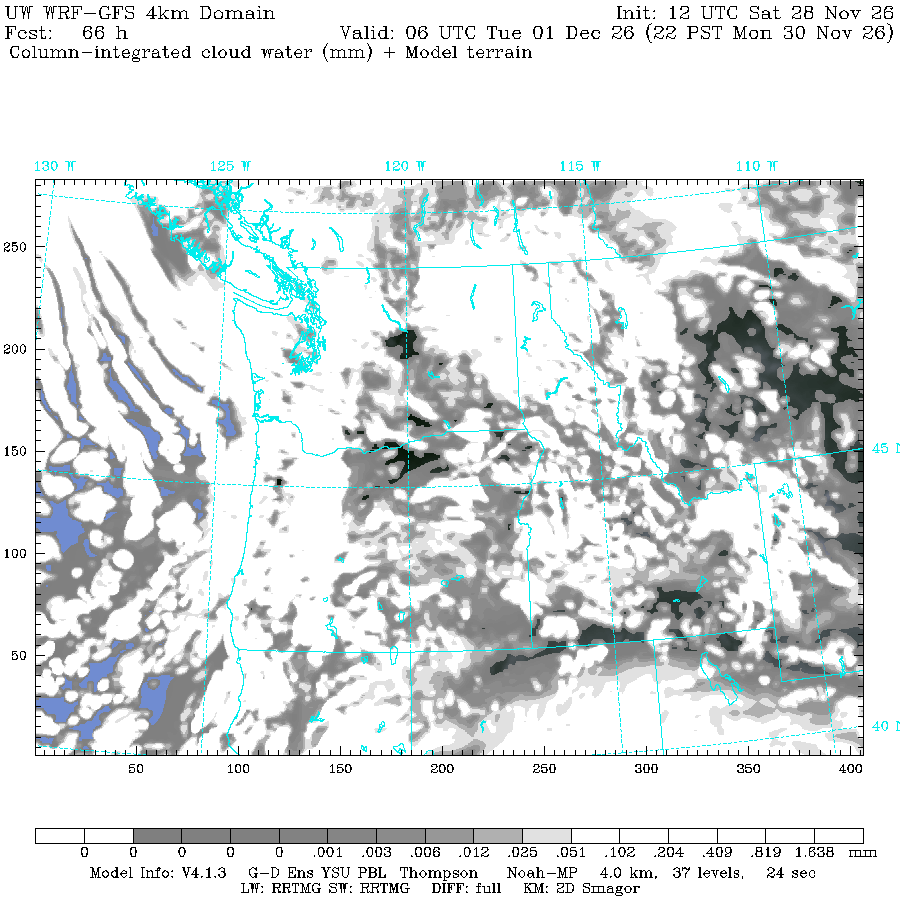 UW WRF-GFS 4km Domain Init: 12 UTC Sat 28 Nov 26
Fcst: 66 h Valid: 06 UTC Tue 01 Dec 26 (22 PST Mon 30 Nov 26)
Column-integrated cloud water (mm) + Model terrain
130 W 125 W 120 W 115 W 110 W
250
200
150
45 N
100
50
40 N
50 100 150 200 250 300 350 400
0 0 0 0 0 .001 .003 .006 .012 .025 .051 .102 .204 .409 .819 1.638 mm
Model Info: V4.1.3 G-D Ens YSU PBL Thompson Noah-MP 4.0 km, 37 levels, 24 sec
LW: RRTMG SW: RRTMG DIFF: full KM: 2D Smagor